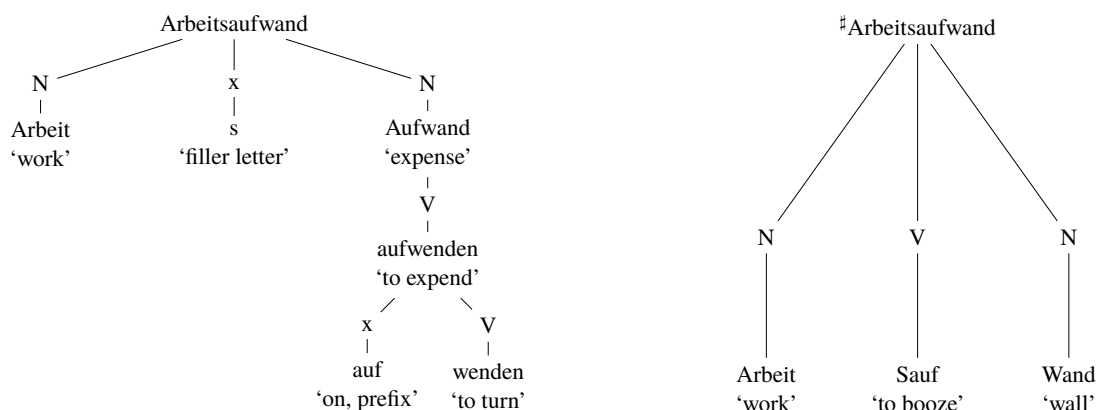 Arbeitsaufwand
N x N
Arbeit s Aufwand
‘work’ ‘filler letter’ ‘expense’
V
aufwenden
‘to expend’
x V
auf wenden
‘on, prefix’ ‘to turn’
♯Arbeitsaufwand
N V N
Arbeit Sauf Wand
‘work’ ‘to booze’ ‘wall’